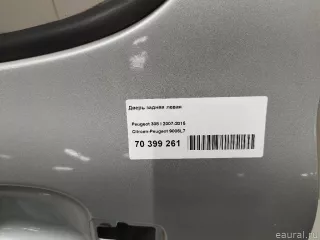 Дверь задняя левая
Peugeot 308 I 2007-2015
Citroen-Peugeot 9008L7
70 399 261
eaural.ru